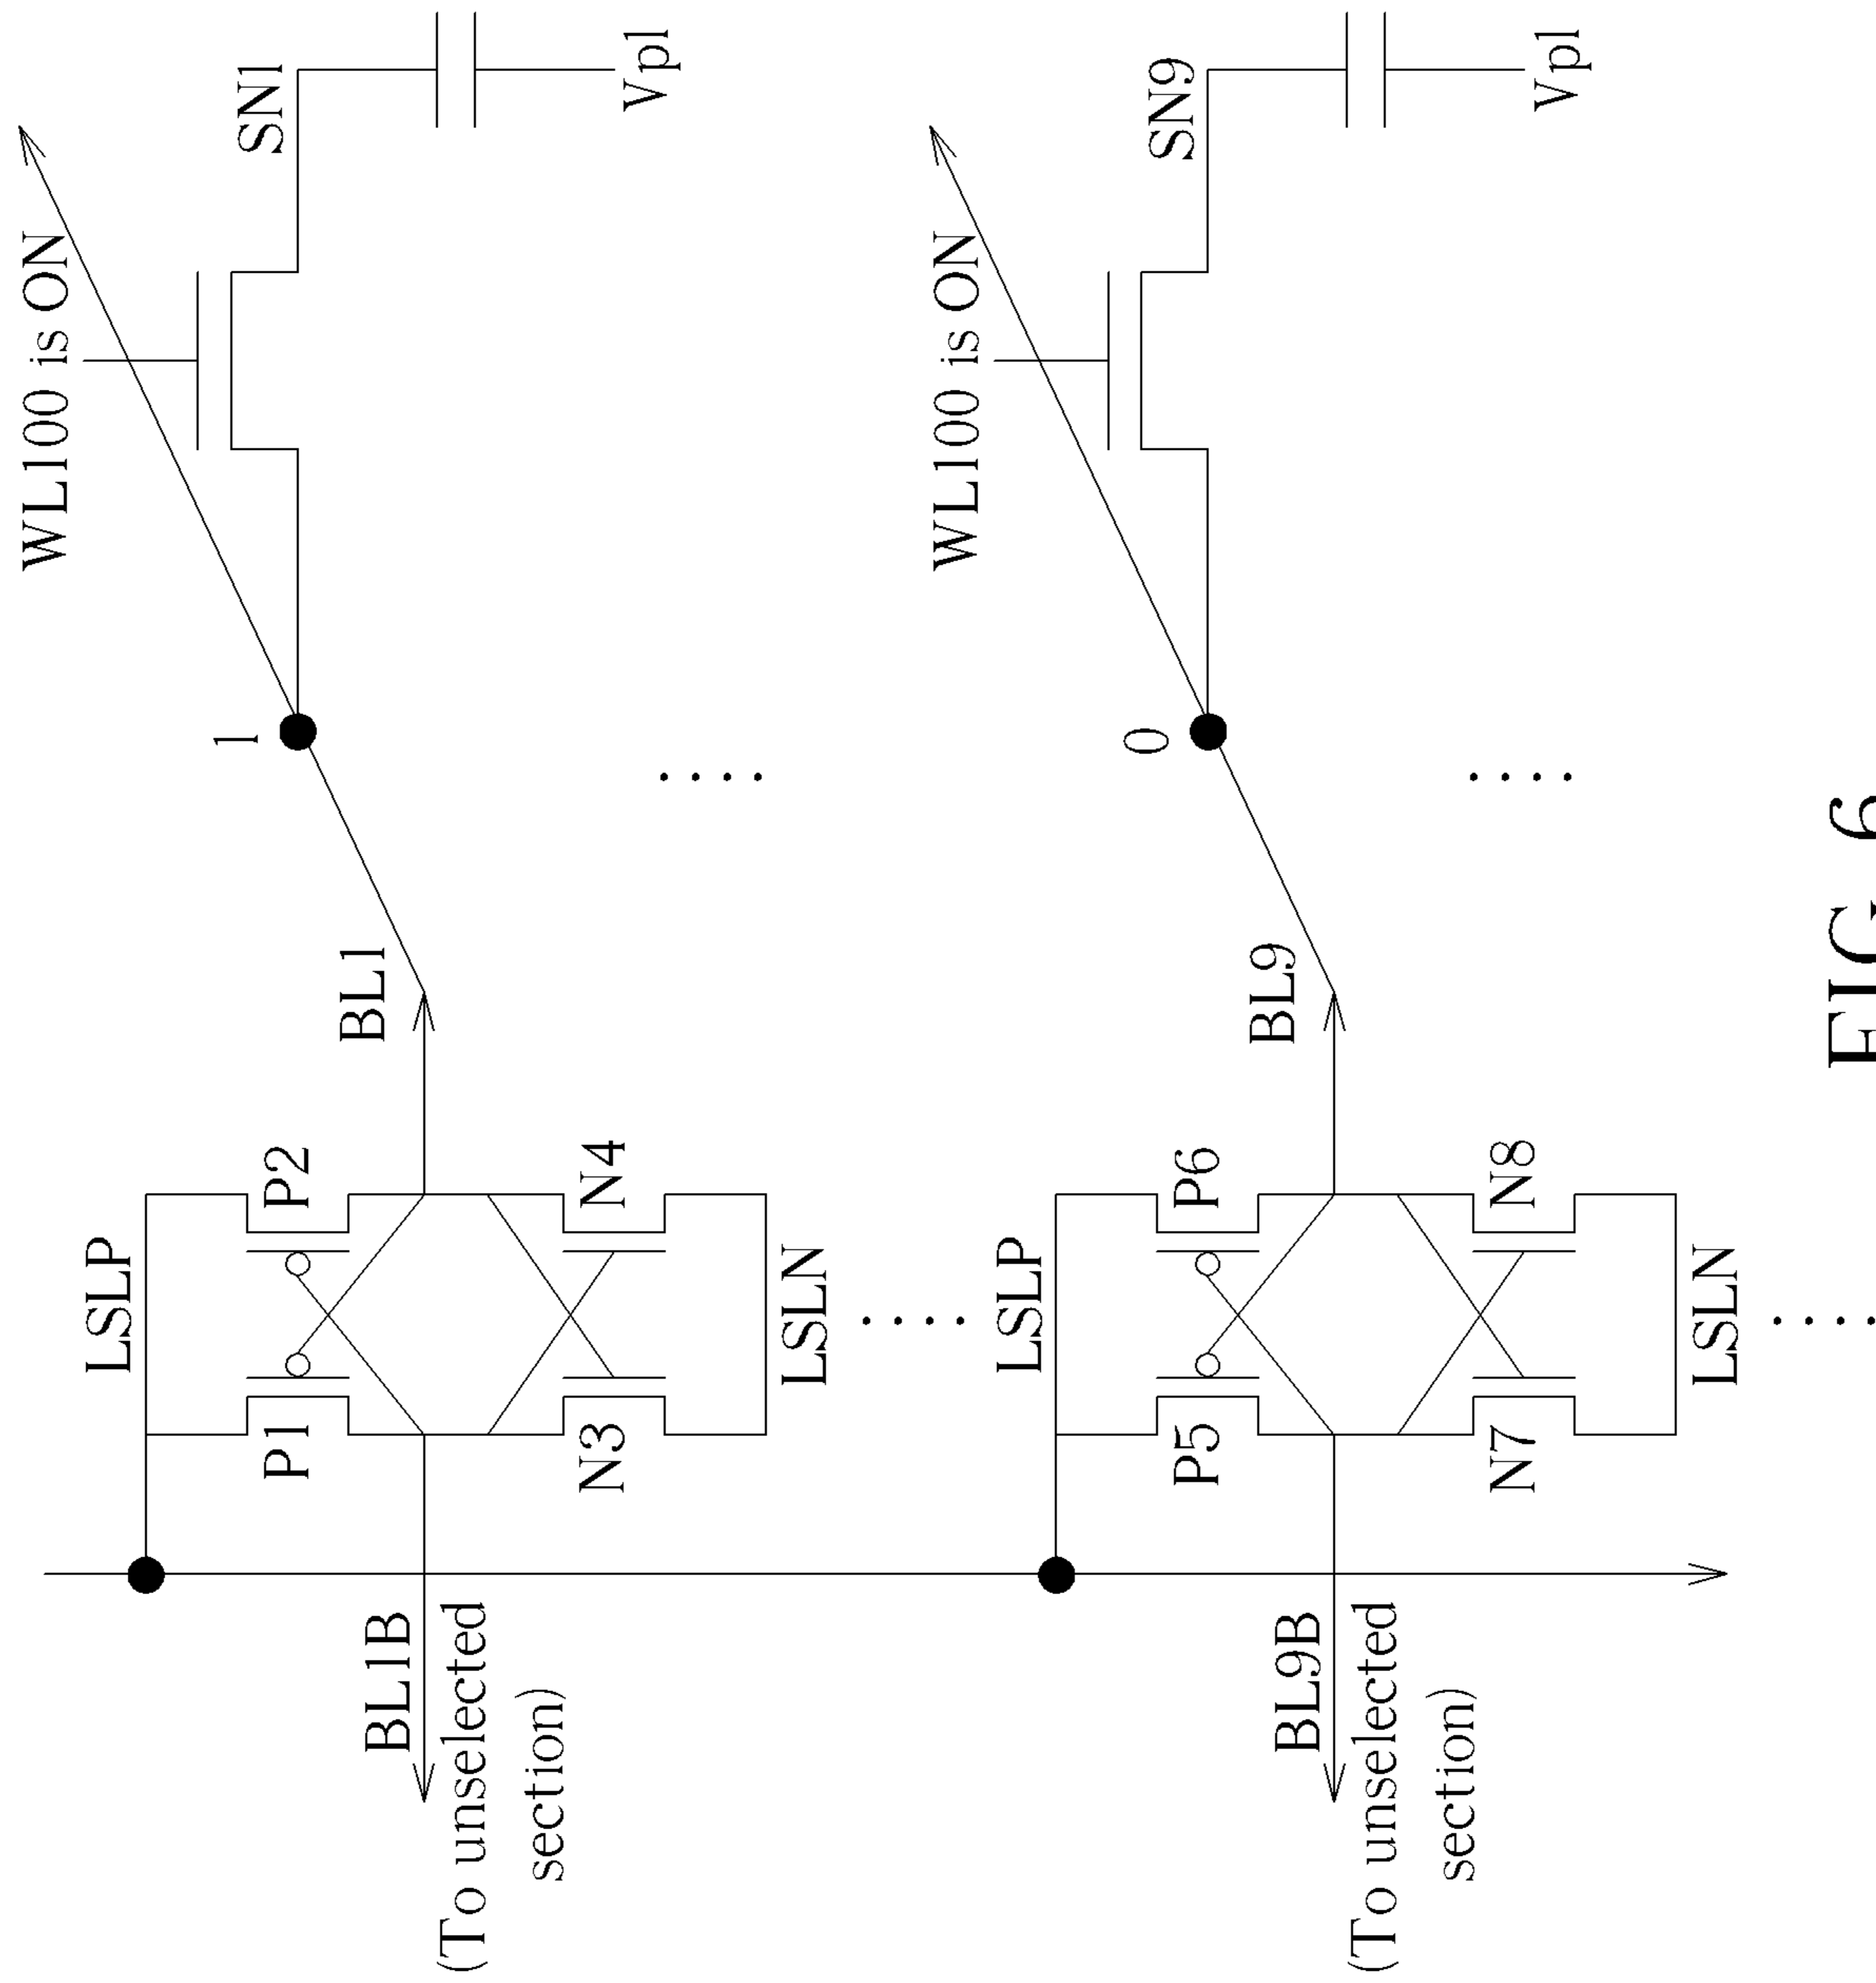 WL100 is ON
SN1
Vpl
1
BL1
LSLP
P1
P2
N3
N4
LSLN
BL1B
(To unselected
section)
WL100 is ON
SN9
Vpl
0
BL9
LSLP
P5
P6
N7
N8
LSLN
BL9B
(To unselected
section)
FIG. 6